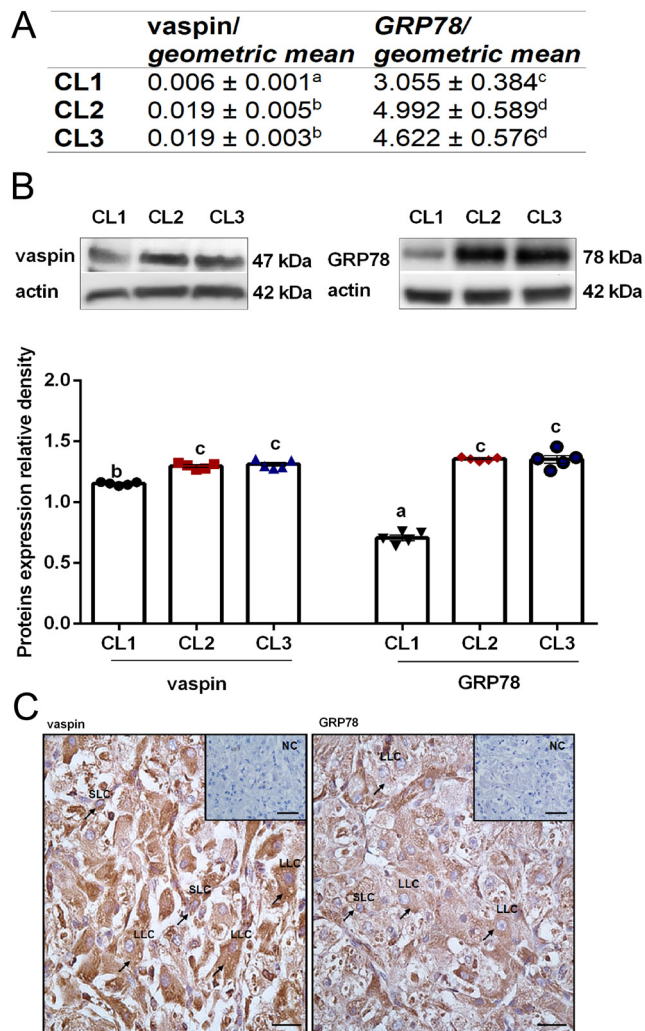 A
vaspin/ GRP78/
geometric mean geometric mean
CL1 0.006 ± 0.001ᵃ 3.055 ± 0.384ᶜ
CL2 0.019 ± 0.005ᵇ 4.992 ± 0.589ᵈ
CL3 0.019 ± 0.003ᵇ 4.622 ± 0.576ᵈ
B
CL1 CL2 CL3
vaspin 47 kDa
actin 42 kDa
CL1 CL2 CL3
GRP78 78 kDa
actin 42 kDa
Proteins expression relative density
2.0
1.5
1.0
0.5
0.0
b c c a c c
CL1 CL2 CL3 CL1 CL2 CL3
vaspin GRP78
C
vaspin
NC
SLC
LLC
SLC
LLC
LLC
GRP78
NC
LLC
SLC
LLC
LLC